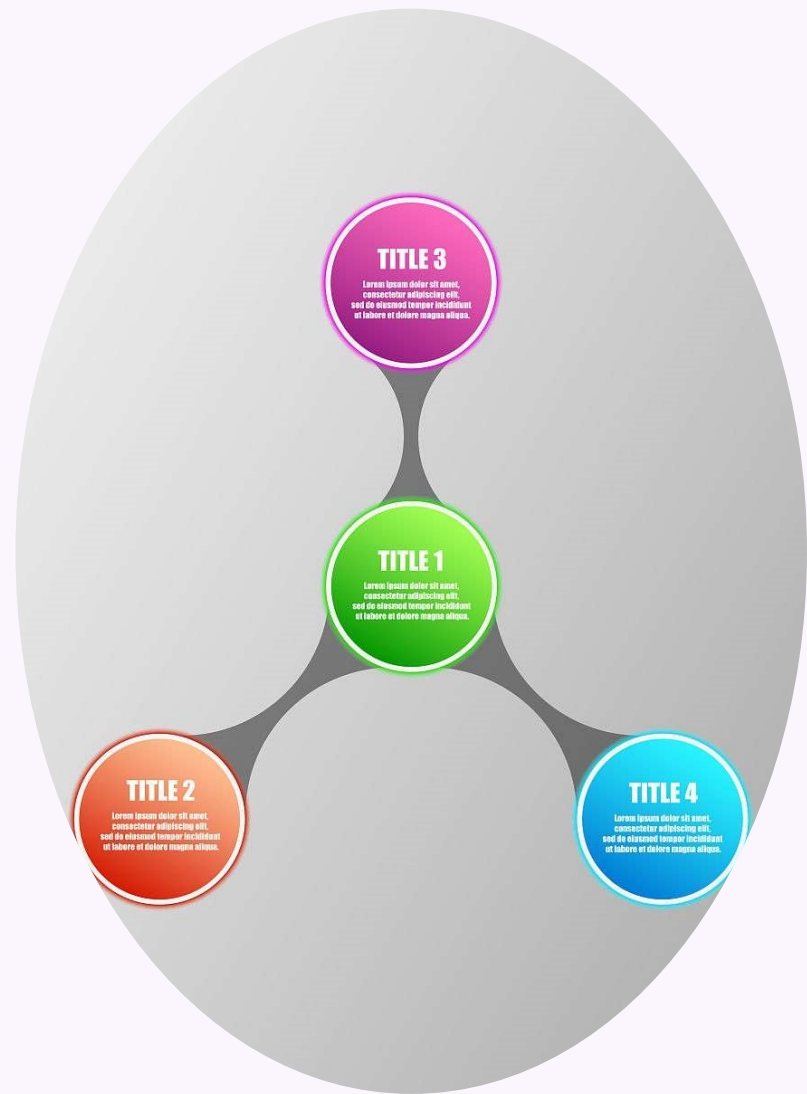 TITLE 3
Lorem ipsum dolor sit amet,
consectetur adipiscing elit,
sed do eiusmod tempor incididunt
ut labore et dolore magna aliqua.
TITLE 1
Lorem ipsum dolor sit amet,
consectetur adipiscing elit,
sed do eiusmod tempor incididunt
ut labore et dolore magna aliqua.
TITLE 2
Lorem ipsum dolor sit amet,
consectetur adipiscing elit,
sed do eiusmod tempor incididunt
ut labore et dolore magna aliqua.
TITLE 4
Lorem ipsum dolor sit amet,
consectetur adipiscing elit,
sed do eiusmod tempor incididunt
ut labore et dolore magna aliqua.